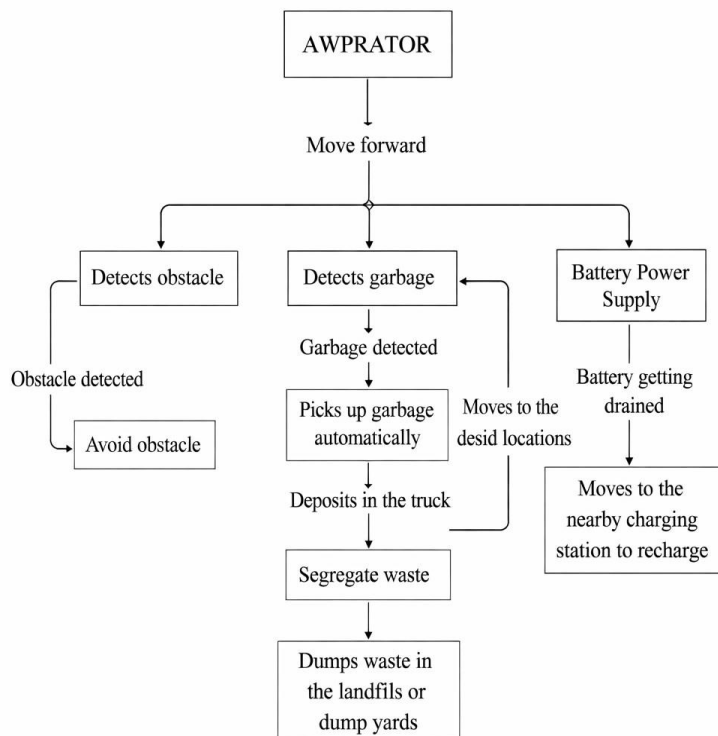 AWPRATOR
Move forward
Detects obstacle
Obstacle detected
Avoid obstacle
Detects garbage
Garbage detected
Picks up garbage
automatically
Deposits in the truck
Moves to the
desid locations
Segregate waste
Dumps waste in
the landfils or
dump yards
Battery Power
Supply
Battery getting
drained
Moves to the
nearby charging
station to recharge